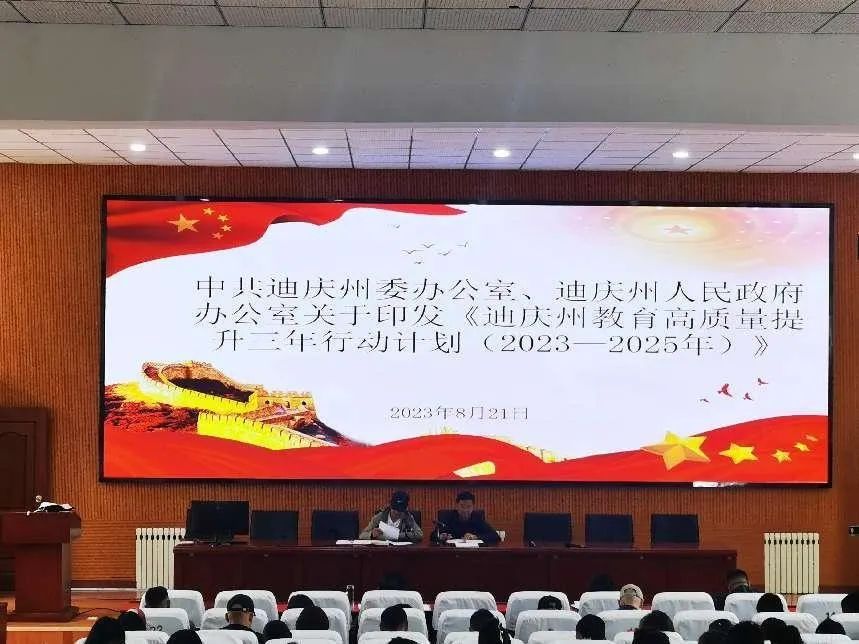 中共迪庆州委办公室、迪庆州人民政府
办公室关于印发《迪庆州教育高质量提
升三年行动计划（2023—2025年）》
2023年8月21日